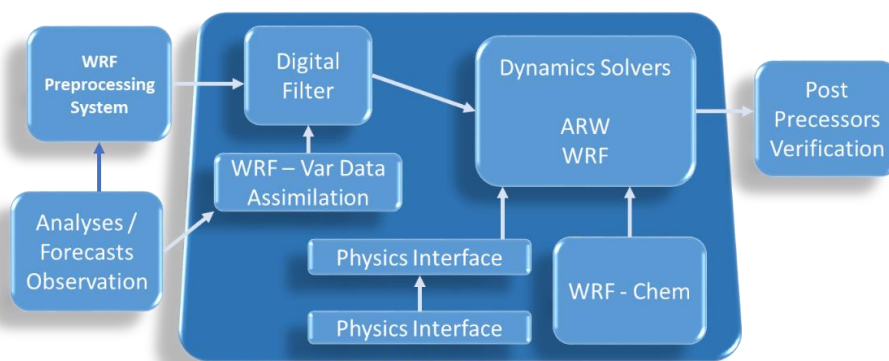 WRF
Preprocessing
System
Digital
Filter
Dynamics Solvers
ARW
WRF
Post
Precessors
Verification
WRF – Var Data
Assimilation
Analyses /
Forecasts
Observation
Physics Interface
WRF - Chem
Physics Interface